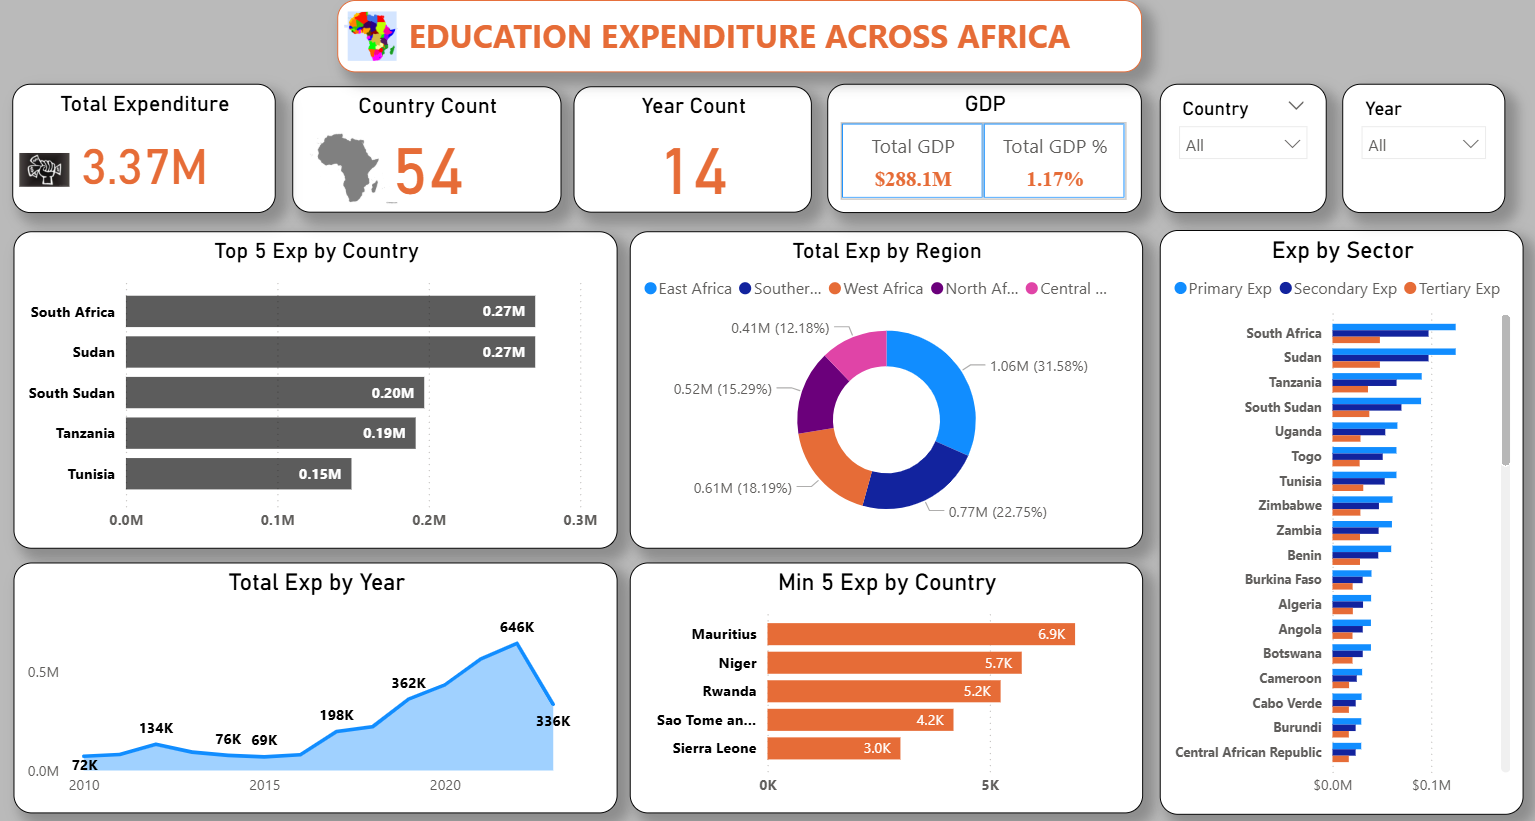 EDUCATION EXPENDITURE ACROSS AFRICA
Total Expenditure
3.37M
Country Count
54
Year Count
14
GDP
Total GDP
Total GDP %
$288.1M
1.17%
Country
All
Year
All
Top 5 Exp by Country
South Africa
0.27M
Sudan
0.27M
South Sudan
0.20M
Tanzania
0.19M
Tunisia
0.15M
0.0M
0.1M
0.2M
0.3M
Total Exp by Region
East Africa
Souther...
West Africa
North Af...
Central ...
0.41M (12.18%)
1.06M (31.58%)
0.52M (15.29%)
0.61M (18.19%)
0.77M (22.75%)
Exp by Sector
Primary Exp
Secondary Exp
Tertiary Exp
South Africa
Sudan
Tanzania
South Sudan
Uganda
Togo
Tunisia
Zimbabwe
Zambia
Benin
Burkina Faso
Algeria
Angola
Botswana
Cameroon
Cabo Verde
Burundi
Central African Republic
$0.0M
$0.1M
Total Exp by Year
0.5M
0.0M
72K
134K
76K
69K
198K
362K
646K
336K
2010
2015
2020
Min 5 Exp by Country
Mauritius
6.9K
Niger
5.7K
Rwanda
5.2K
Sao Tome an...
4.2K
Sierra Leone
3.0K
0K
5K